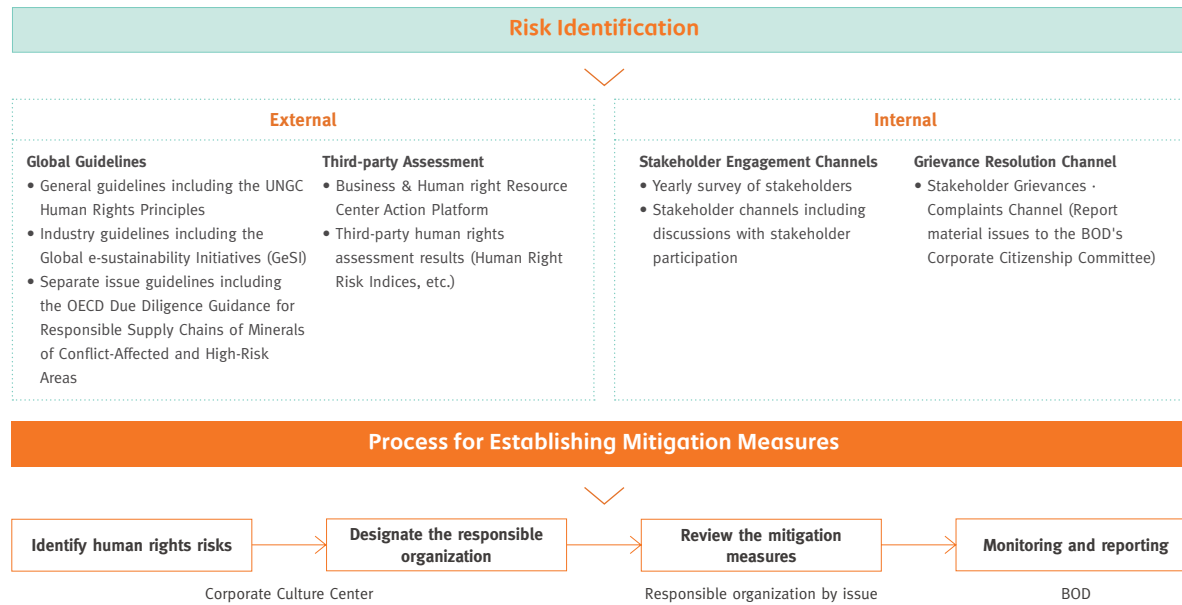 Risk Identification
External
Global Guidelines
• General guidelines including the UNGC
Human Rights Principles
• Industry guidelines including the
Global e-sustainability Initiatives (GeSI)
• Separate issue guidelines including
the OECD Due Diligence Guidance for
Responsible Supply Chains of Minerals
of Conflict-Affected and High-Risk
Areas
Third-party Assessment
• Business & Human right Resource
Center Action Platform
• Third-party human rights
assessment results (Human Right
Risk Indices, etc.)
Internal
Stakeholder Engagement Channels
• Yearly survey of stakeholders
• Stakeholder channels including
discussions with stakeholder
participation
Grievance Resolution Channel
• Stakeholder Grievances ·
Complaints Channel (Report
material issues to the BOD's
Corporate Citizenship Committee)
Process for Establishing Mitigation Measures
Identify human rights risks
Designate the responsible
organization
Review the mitigation
measures
Monitoring and reporting
Corporate Culture Center
Responsible organization by issue
BOD